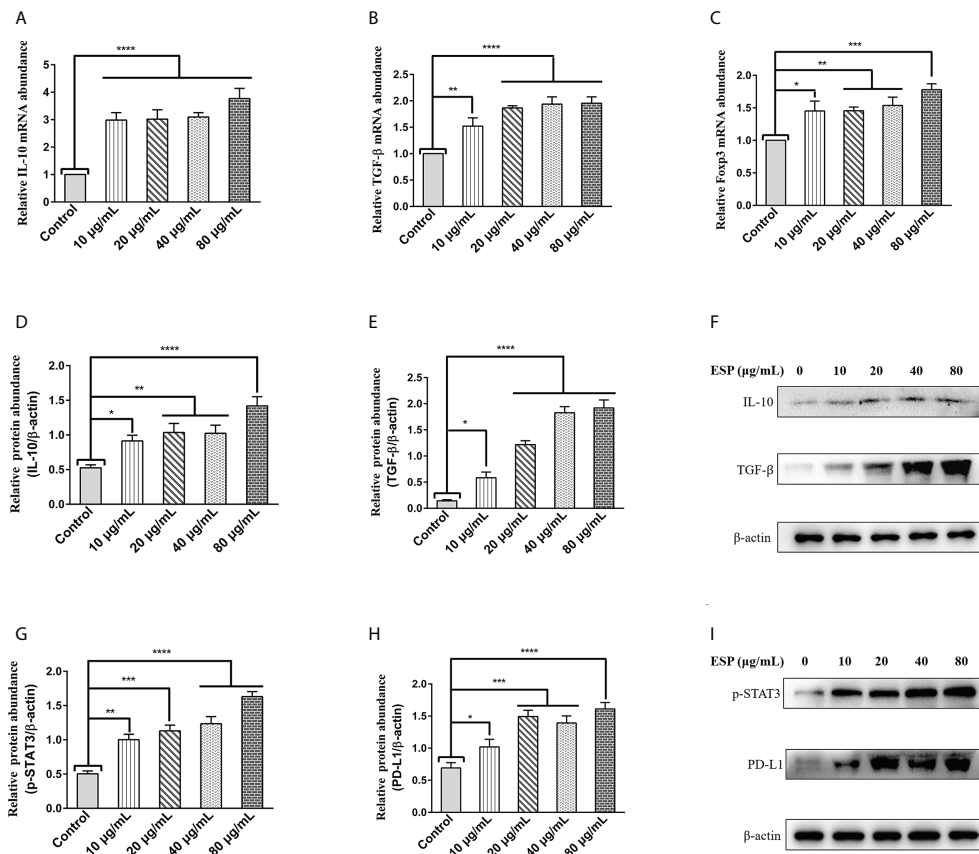 A
B
C
****
Relative IL-10 mRNA abundance
5
4
3
2
1
0
Control
10 µg/mL
20 µg/mL
40 µg/mL
80 µg/mL
****
**
Relative TGF-β mRNA abundance
2.5
2.0
1.5
1.0
0.5
0.0
Control
10 µg/mL
20 µg/mL
40 µg/mL
80 µg/mL
***
**
*
Relative Foxp3 mRNA abundance
2.0
1.5
1.0
0.5
0.0
Control
10 µg/mL
20 µg/mL
40 µg/mL
80 µg/mL
D
E
F
****
**
*
Relative protein abundance
(IL-10/β-actin)
2.0
1.5
1.0
0.5
0.0
Control
10 µg/mL
20 µg/mL
40 µg/mL
80 µg/mL
****
*
Relative protein abundance
(TGF-β/β-actin)
2.5
2.0
1.5
1.0
0.5
0.0
Control
10 µg/mL
20 µg/mL
40 µg/mL
80 µg/mL
ESP (µg/mL) 0 10 20 40 80
IL-10
TGF-β
β-actin
G
H
I
****
***
**
Relative protein abundance
(p-STAT3/β-actin)
2.0
1.5
1.0
0.5
0.0
Control
10 µg/mL
20 µg/mL
40 µg/mL
80 µg/mL
****
***
*
Relative protein abundance
(PD-L1/β-actin)
2.0
1.5
1.0
0.5
0.0
Control
10 µg/mL
20 µg/mL
40 µg/mL
80 µg/mL
ESP (µg/mL) 0 10 20 40 80
p-STAT3
PD-L1
β-actin